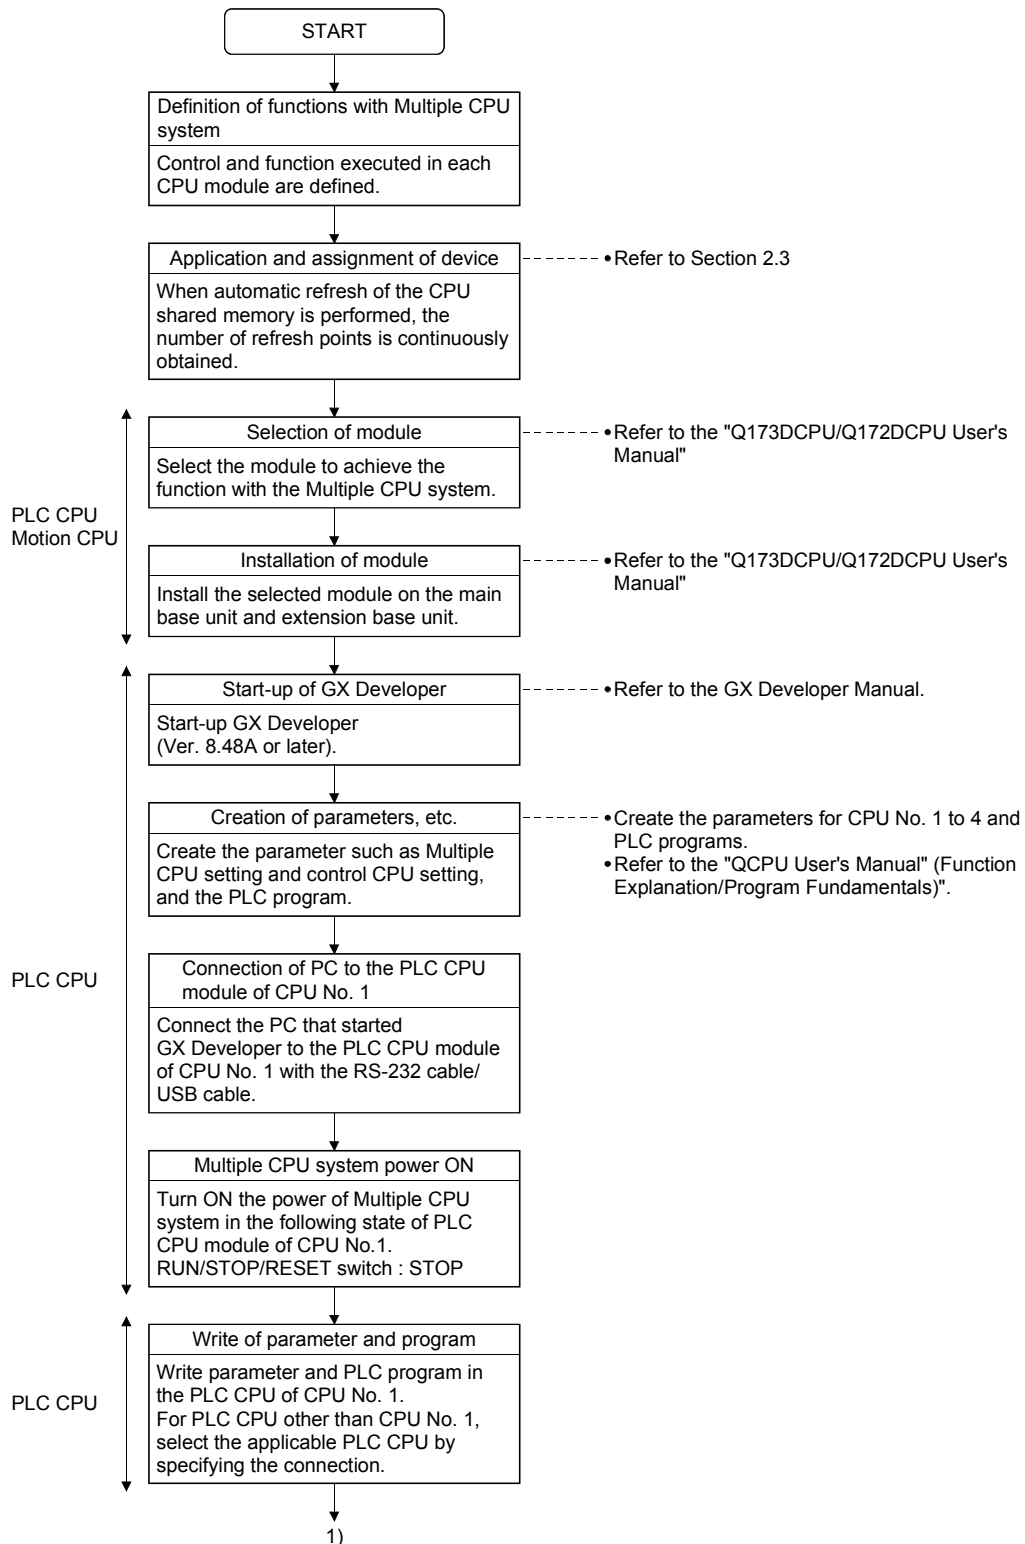 START
Definition of functions with Multiple CPU
system
Control and function executed in each
CPU module are defined.
Application and assignment of device
When automatic refresh of the CPU
shared memory is performed, the
number of refresh points is continuously
obtained.
•Refer to Section 2.3
PLC CPU
Motion CPU
Selection of module
Select the module to achieve the
function with the Multiple CPU system.
•Refer to the "Q173DCPU/Q172DCPU User's
Manual"
Installation of module
Install the selected module on the main
base unit and extension base unit.
•Refer to the "Q173DCPU/Q172DCPU User's
Manual"
PLC CPU
Start-up of GX Developer
Start-up GX Developer
(Ver. 8.48A or later).
•Refer to the GX Developer Manual.
Creation of parameters, etc.
Create the parameter such as Multiple
CPU setting and control CPU setting,
and the PLC program.
•Create the parameters for CPU No. 1 to 4 and
PLC programs.
•Refer to the "QCPU User's Manual" (Function
Explanation/Program Fundamentals)".
Connection of PC to the PLC CPU
module of CPU No. 1
Connect the PC that started
GX Developer to the PLC CPU module
of CPU No. 1 with the RS-232 cable/
USB cable.
Multiple CPU system power ON
Turn ON the power of Multiple CPU
system in the following state of PLC
CPU module of CPU No.1.
RUN/STOP/RESET switch : STOP
PLC CPU
Write of parameter and program
Write parameter and PLC program in
the PLC CPU of CPU No. 1.
For PLC CPU other than CPU No. 1,
select the applicable PLC CPU by
specifying the connection.
1)